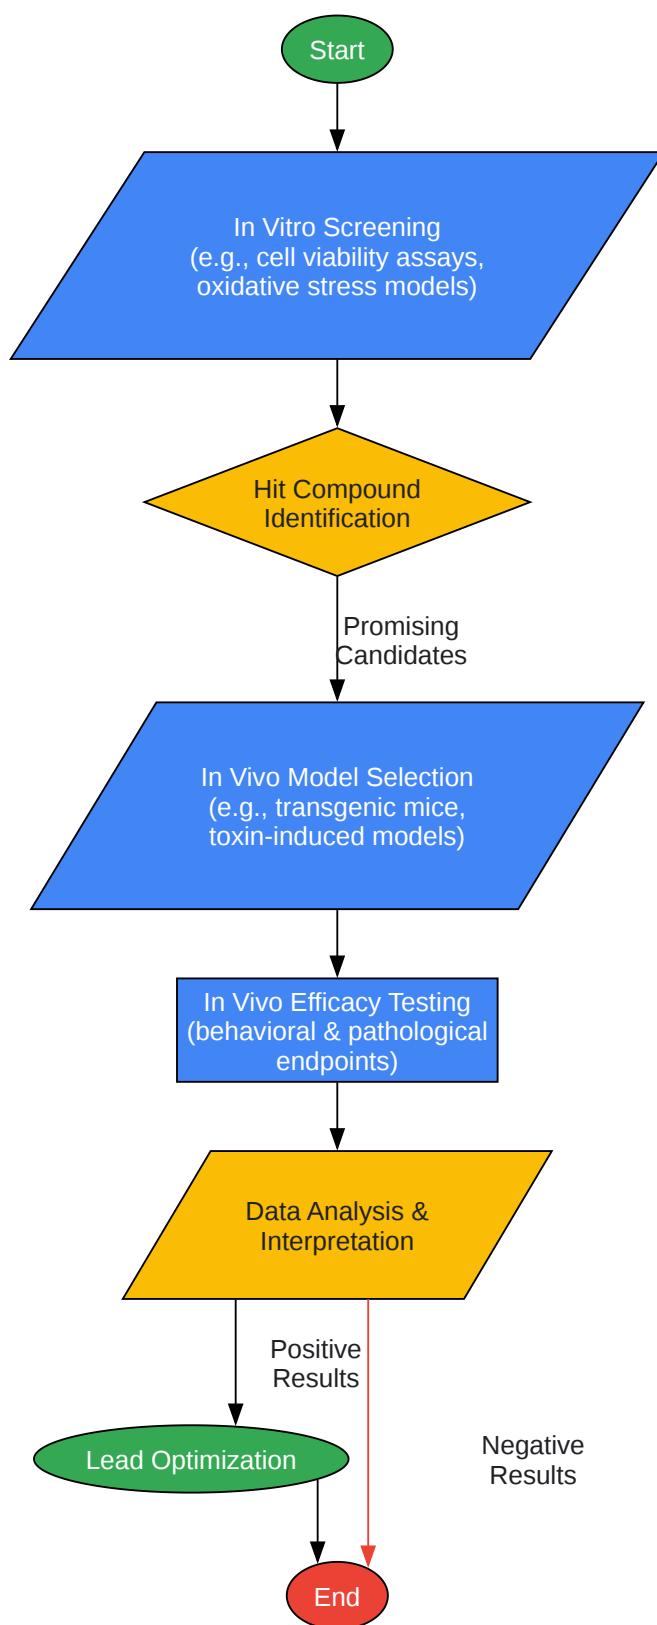 Start
In Vitro Screening
(e.g., cell viability assays,
oxidative stress models)
Hit Compound
Identification
Promising
Candidates
In Vivo Model Selection
(e.g., transgenic mice,
toxin-induced models)
In Vivo Efficacy Testing
(behavioral & pathological
endpoints)
Data Analysis &
Interpretation
Positive
Results
Lead Optimization
Negative
Results
End